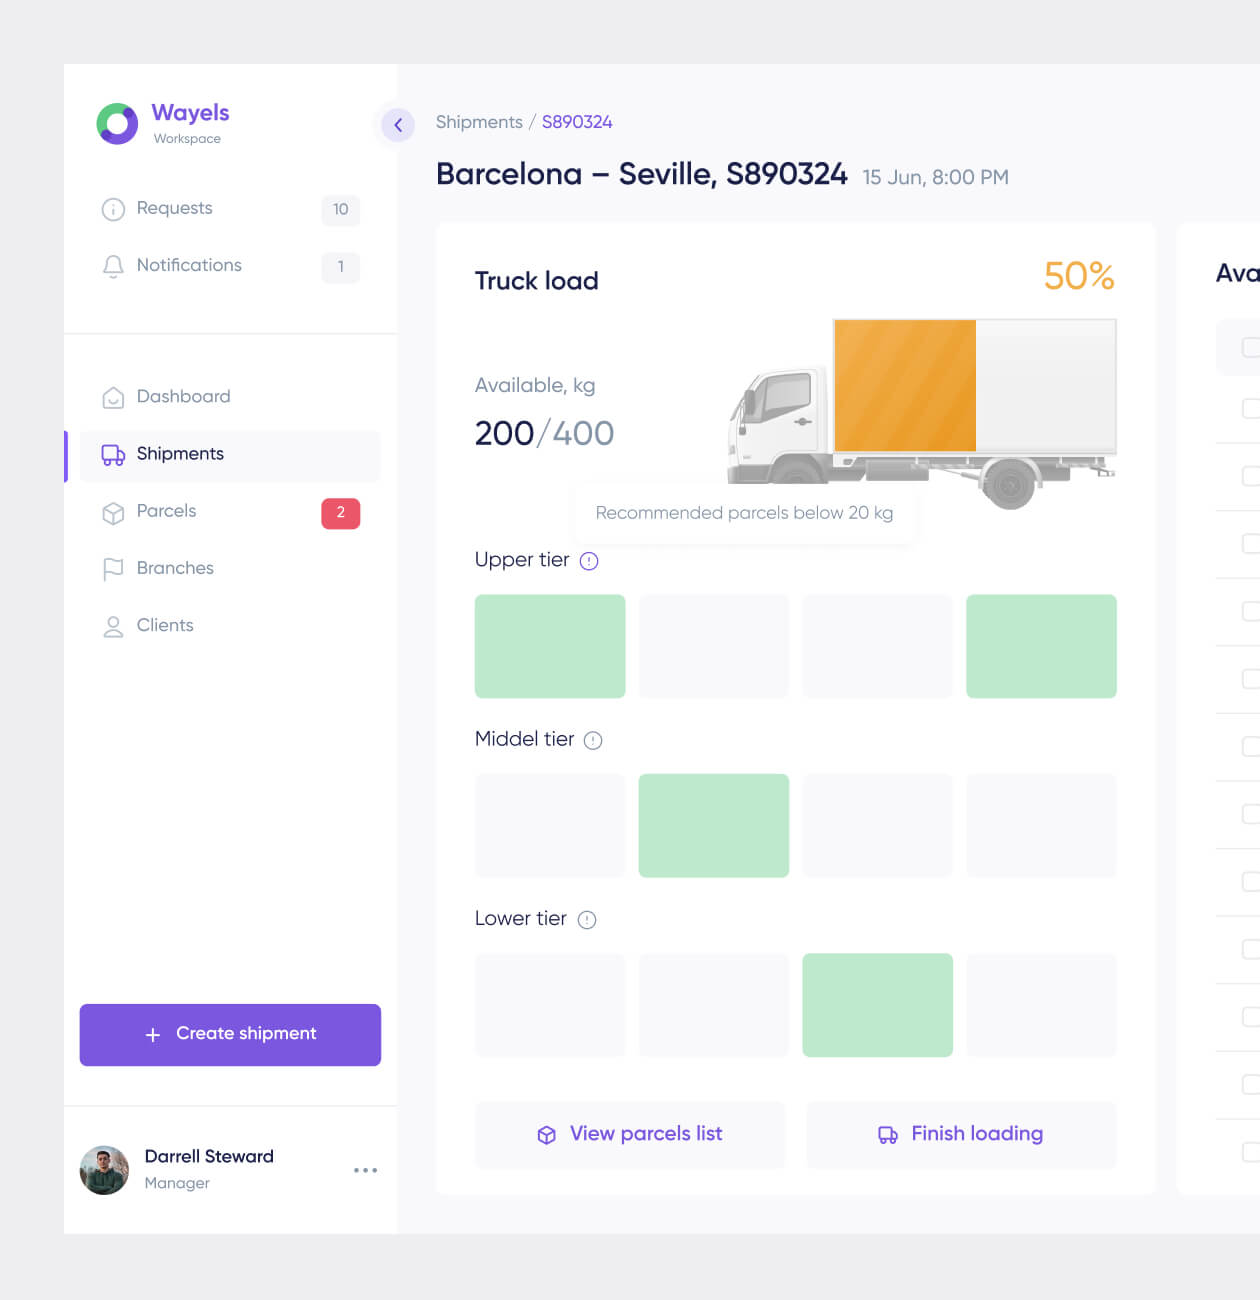 Wayels
Workspace
Requests 10
Notifications 1
Dashboard
Shipments
Parcels 2
Branches
Clients
+ Create shipment
Darrell Steward
Manager
Shipments / S890324
Barcelona – Seville, S890324 15 Jun, 8:00 PM
Truck load
50%
Available, kg
200/400
Recommended parcels below 20 kg
Upper tier
Middel tier
Lower tier
View parcels list
Finish loading
Ava